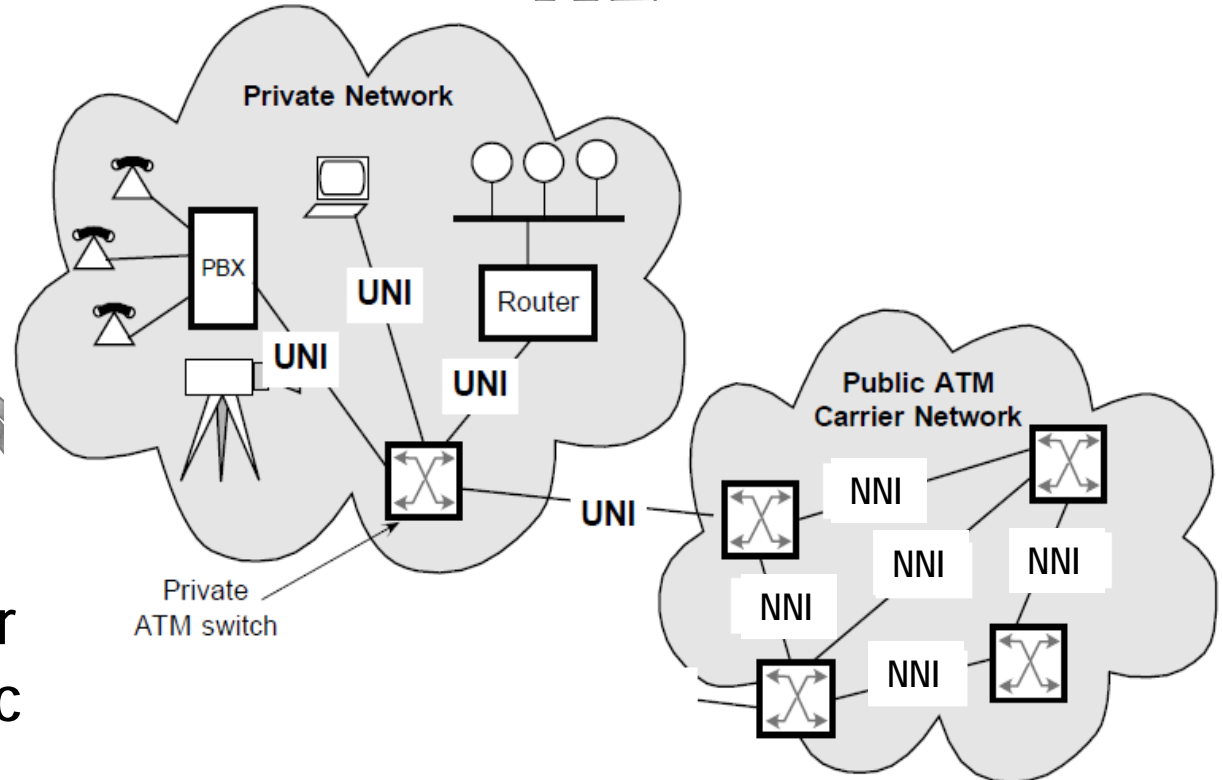 Private Network
PBX
UNI
UNI
Router
UNI
Private
ATM switch
UNI
Public ATM
Carrier Network
NNI
NNI
NNI
NNI
NNI
r
c